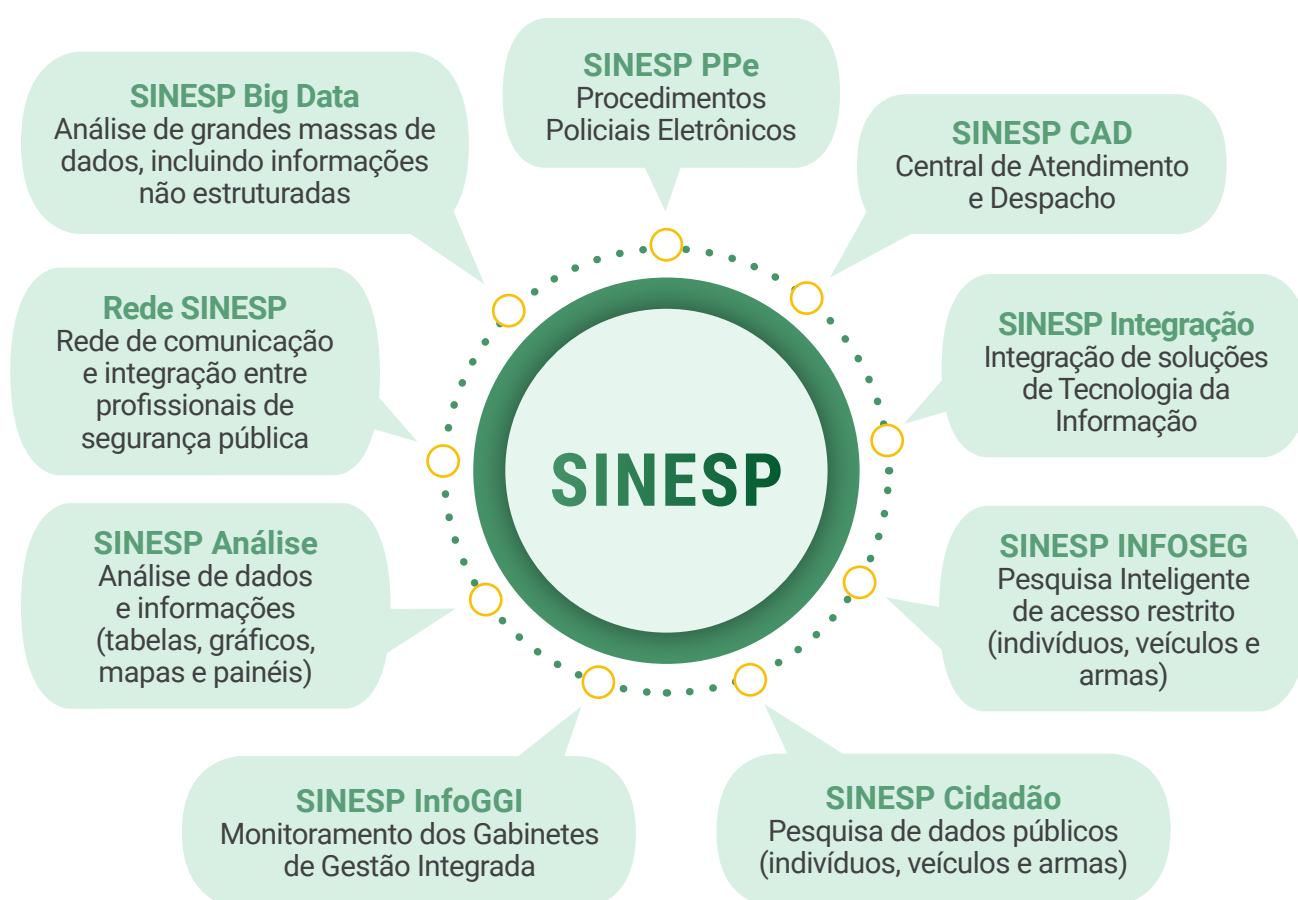 SINESP PPe
Procedimentos
Policiais Eletrônicos
SINESP CAD
Central de Atendimento
e Despacho
SINESP Integração
Integração de soluções
de Tecnologia da
Informação
SINESP INFOSEG
Pesquisa Inteligente
de acesso restrito
(indivíduos, veículos e
armas)
SINESP Cidadão
Pesquisa de dados públicos
(indivíduos, veículos e armas)
SINESP InfoGGI
Monitoramento dos Gabinetes
de Gestão Integrada
SINESP Análise
Análise de dados
e informações
(tabelas, gráficos,
mapas e painéis)
Rede SINESP
Rede de comunicação
e integração entre
profissionais de
segurança pública
SINESP Big Data
Análise de grandes massas de
dados, incluindo informações
não estruturadas
SINESP